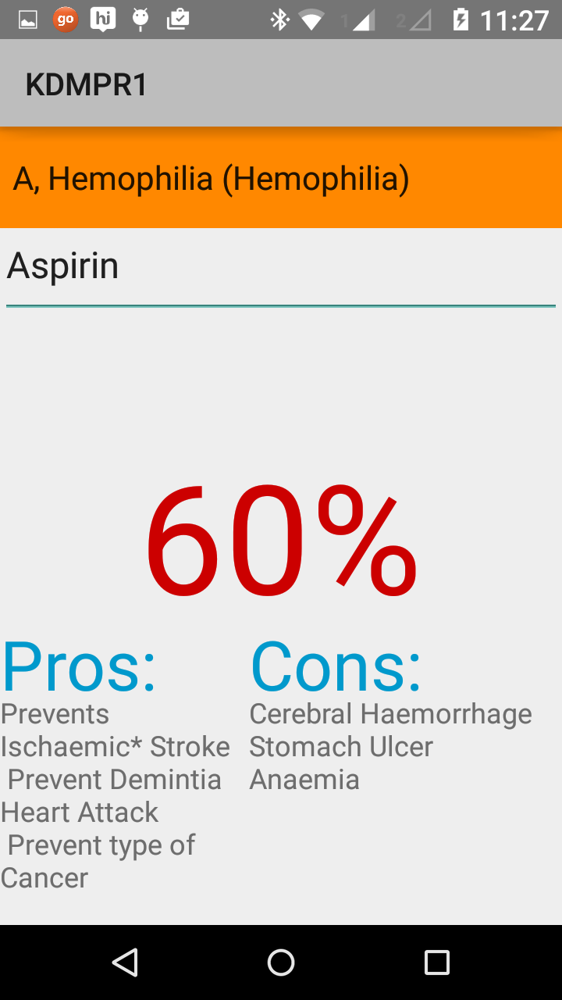 go hi 1 2 11:27
KDMPR1
A, Hemophilia (Hemophilia)
Aspirin
60%
Pros:
Prevents
Ischaemic* Stroke
Prevent Demintia
Heart Attack
Prevent type of
Cancer
Cons:
Cerebral Haemorrhage
Stomach Ulcer
Anaemia